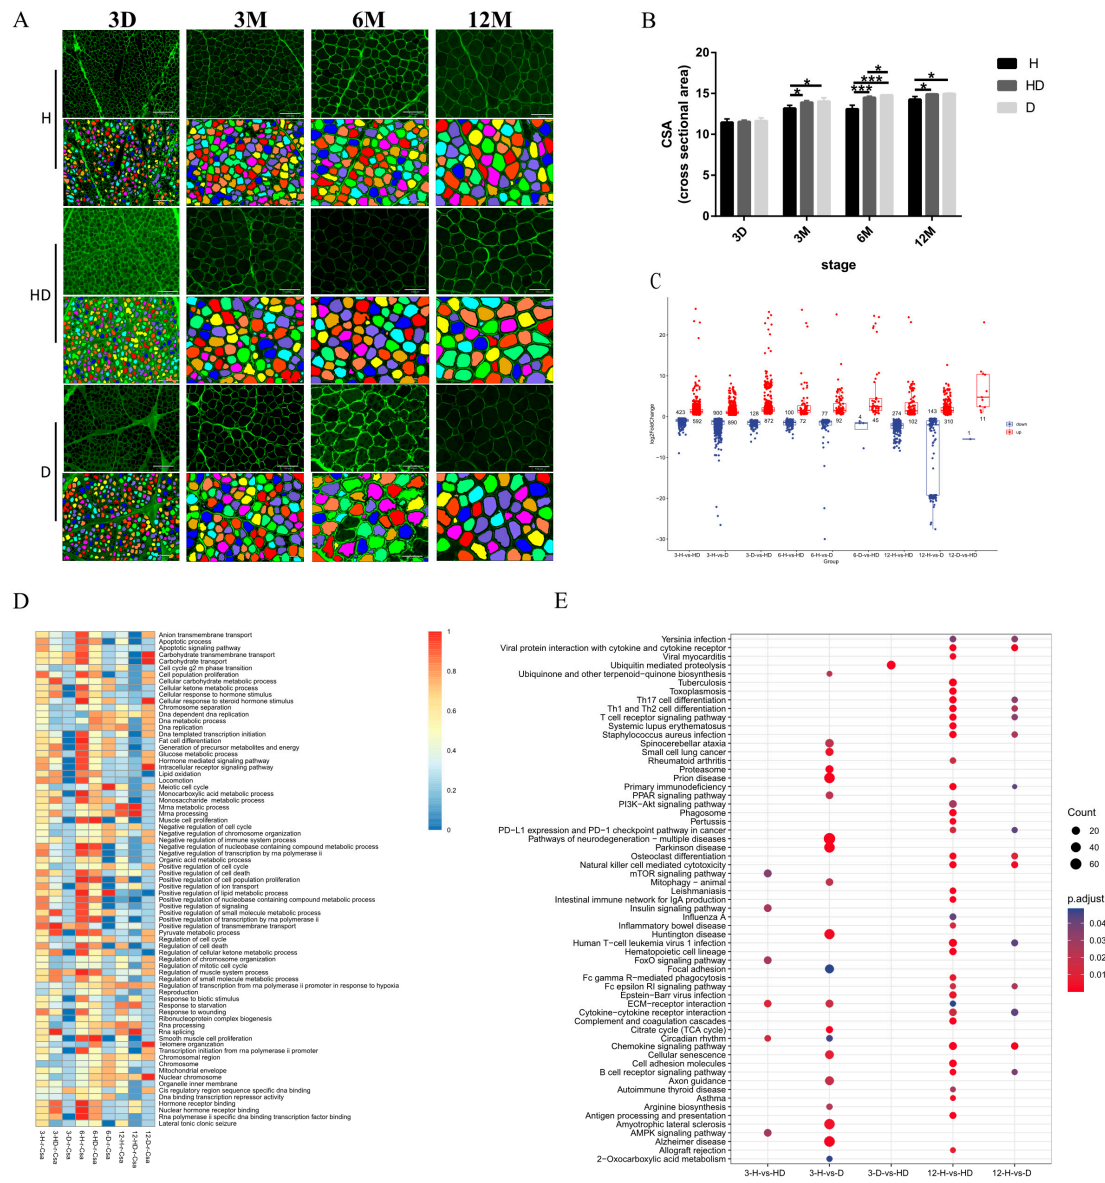 A
3D
3M
6M
12M
H
HD
D
B
CSA
(cross sectional area)
20
15
10
5
0
*
*
***
***
*
*
*
H
HD
D
3D
3M
6M
12M
stage
C
log2FoldChange
20
10
0
−10
−20
−30
423
592
900
890
128
872
100
72
77
92
4
45
274
102
143
310
1
11
down
up
3-H-vs-HD
3-H-vs-D
3-D-vs-HD
6-H-vs-HD
6-H-vs-D
6-D-vs-HD
12-H-vs-HD
12-H-vs-D
12-D-vs-HD
Group
D
Anion transmembrane transport
Apoptotic process
Apoptotic signaling pathway
Carbohydrate transmembrane transport
Carbohydrate transport
Cell cycle g2 m phase transition
Cell population proliferation
Cellular carbohydrate metabolic process
Cellular ketone metabolic process
Cellular response to hormone stimulus
Cellular response to steroid hormone stimulus
Chromosome separation
Dna dependent dna replication
Dna metabolic process
Dna replication
Dna templated transcription initiation
Fat cell differentiation
Generation of precursor metabolites and energy
Glucose metabolic process
Hormone mediated signaling pathway
Intracellular receptor signaling pathway
Lipid oxidation
Locomotion
Meiotic cell cycle
Monocarboxylic acid metabolic process
Monosaccharide metabolic process
Mrna metabolic process
Mrna processing
Muscle cell proliferation
Negative regulation of cell cycle
Negative regulation of chromosome organization
Negative regulation of immune system process
Negative regulation of nucleobase containing compound metabolic process
Negative regulation of transcription by rna polymerase ii
Organic acid metabolic process
Positive regulation of cell cycle
Positive regulation of cell death
Positive regulation of cell population proliferation
Positive regulation of ion transport
Positive regulation of lipid metabolic process
Positive regulation of nucleobase containing compound metabolic process
Positive regulation of signaling
Positive regulation of small molecule metabolic process
Positive regulation of transcription by rna polymerase ii
Positive regulation of transmembrane transport
Pyruvate metabolic process
Regulation of cell cycle
Regulation of cell death
Regulation of cellular ketone metabolic process
Regulation of chromosome organization
Regulation of mitotic cell cycle
Regulation of muscle system process
Regulation of small molecule metabolic process
Regulation of transcription from rna polymerase ii promoter in response to hypoxia
Reproduction
Response to biotic stimulus
Response to starvation
Response to wounding
Ribonucleoprotein complex biogenesis
Rna processing
Rna splicing
Smooth muscle cell proliferation
Telomere organization
Transcription initiation from rna polymerase ii promoter
Chromosomal region
Chromosome
Mitochondrial envelope
Nuclear chromosome
Organelle inner membrane
Cis regulatory region sequence specific dna binding
Dna binding transcription repressor activity
Hormone receptor binding
Nuclear hormone receptor binding
Rna polymerase ii specific dna binding transcription factor binding
Lateral tonic clonic seizure
3-H-r-Csa
3-HD-r-Csa
3-D-r-Csa
6-H-r-Csa
6-HD-r-Csa
6-D-r-Csa
12-H-r-Csa
12-HD-r-Csa
12-D-r-Csa
1
0.8
0.6
0.4
0.2
0
E
Yersinia infection
Viral protein interaction with cytokine and cytokine receptor
Viral myocarditis
Ubiquitin mediated proteolysis
Ubiquinone and other terpenoid−quinone biosynthesis
Tuberculosis
Toxoplasmosis
Th17 cell differentiation
Th1 and Th2 cell differentiation
T cell receptor signaling pathway
Systemic lupus erythematosus
Staphylococcus aureus infection
Spinocerebellar ataxia
Small cell lung cancer
Rheumatoid arthritis
Proteasome
Prion disease
Primary immunodeficiency
PPAR signaling pathway
PI3K−Akt signaling pathway
Phagosome
Pertussis
PD−L1 expression and PD−1 checkpoint pathway in cancer
Pathways of neurodegeneration − multiple diseases
Parkinson disease
Osteoclast differentiation
Natural killer cell mediated cytotoxicity
mTOR signaling pathway
Mitophagy − animal
Leishmaniasis
Intestinal immune network for IgA production
Insulin signaling pathway
Influenza A
Inflammatory bowel disease
Huntington disease
Human T−cell leukemia virus 1 infection
Hematopoietic cell lineage
FoxO signaling pathway
Focal adhesion
Fc gamma R−mediated phagocytosis
Fc epsilon RI signaling pathway
Epstein−Barr virus infection
ECM−receptor interaction
Cytokine−cytokine receptor interaction
Complement and coagulation cascades
Citrate cycle (TCA cycle)
Circadian rhythm
Chemokine signaling pathway
Cellular senescence
Cell adhesion molecules
B cell receptor signaling pathway
Axon guidance
Autoimmune thyroid disease
Asthma
Arginine biosynthesis
Antigen processing and presentation
Amyotrophic lateral sclerosis
AMPK signaling pathway
Alzheimer disease
Allograft rejection
2−Oxocarboxylic acid metabolism
3-H-vs-HD
3-H-vs-D
3-D-vs-HD
12-H-vs-HD
12-H-vs-D
Count
20
40
60
p.adjust
0.04
0.03
0.02
0.01